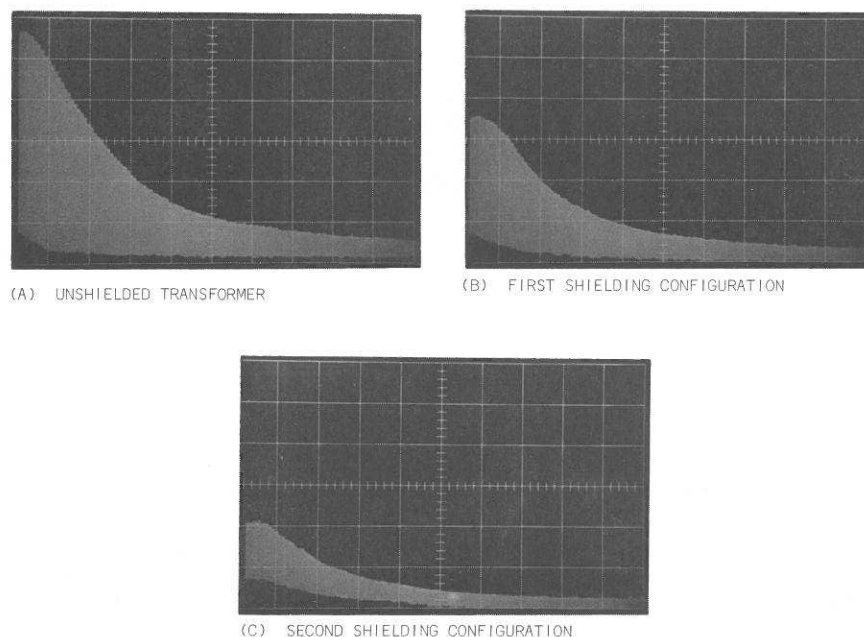 (A) UNSHIELDED TRANSFORMER
(B) FIRST SHIELDING CONFIGURATION
(C) SECOND SHIELDING CONFIGURATION